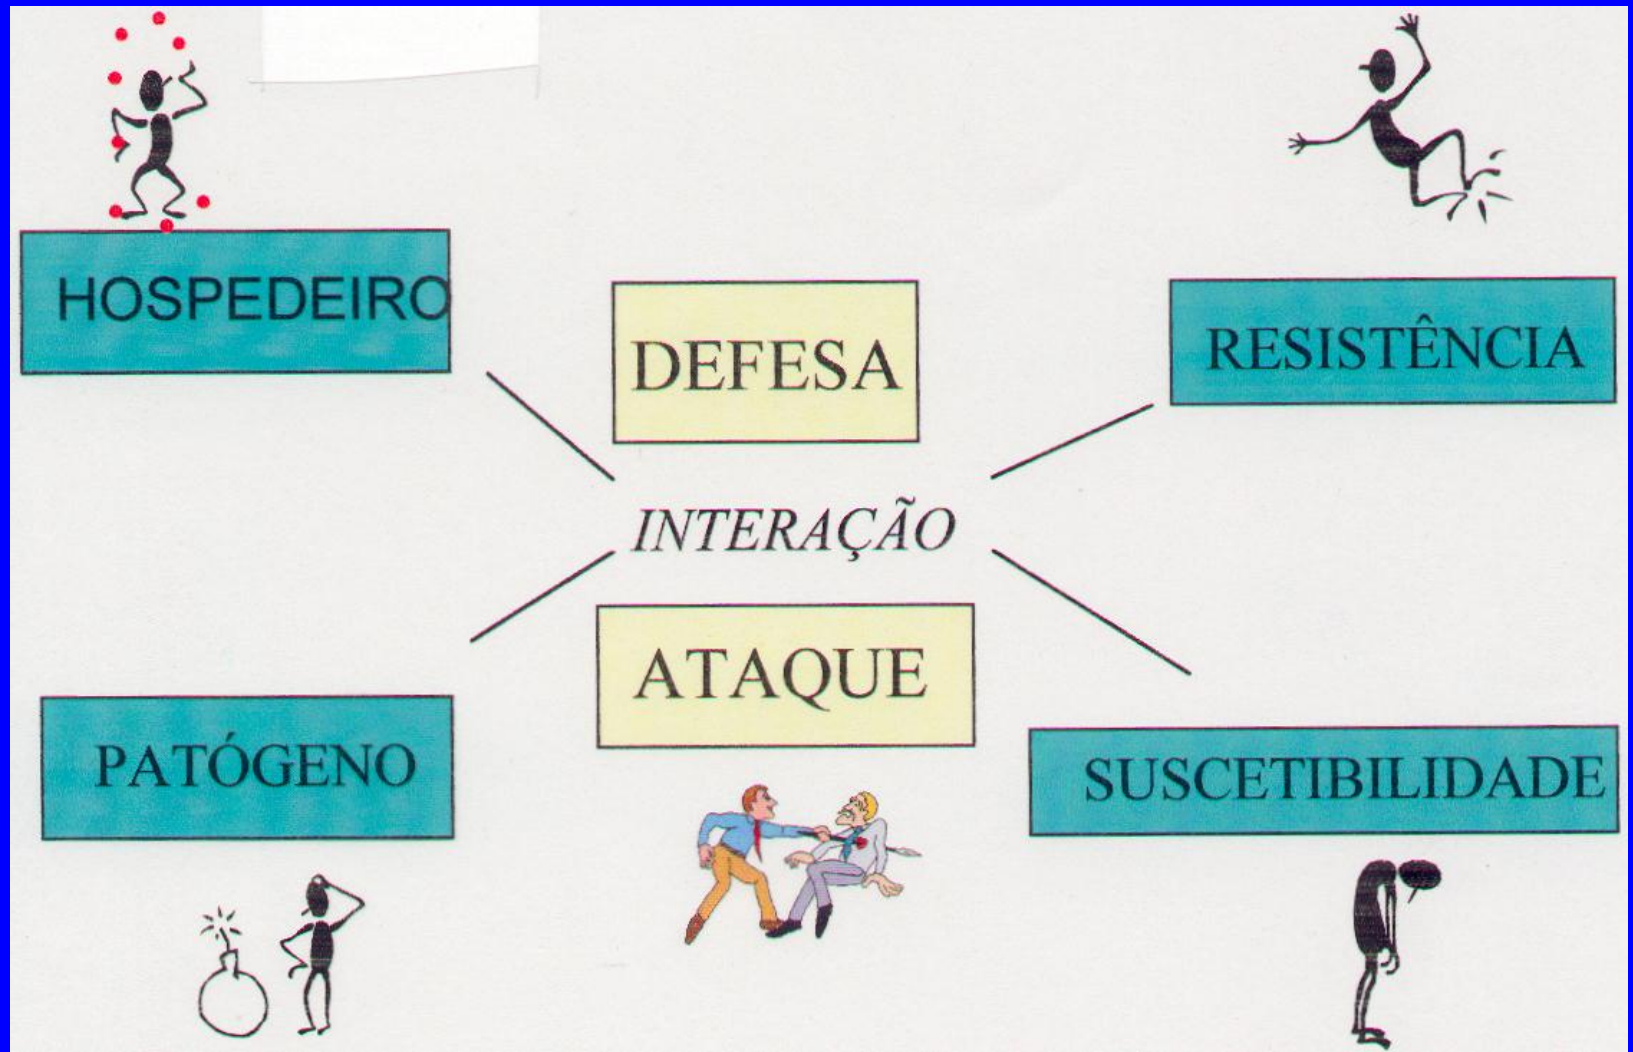 HOSPEDEIRO
DEFESA
RESISTÊNCIA
INTERAÇÃO
ATAQUE
PATÓGENO
SUSCETIBILIDADE